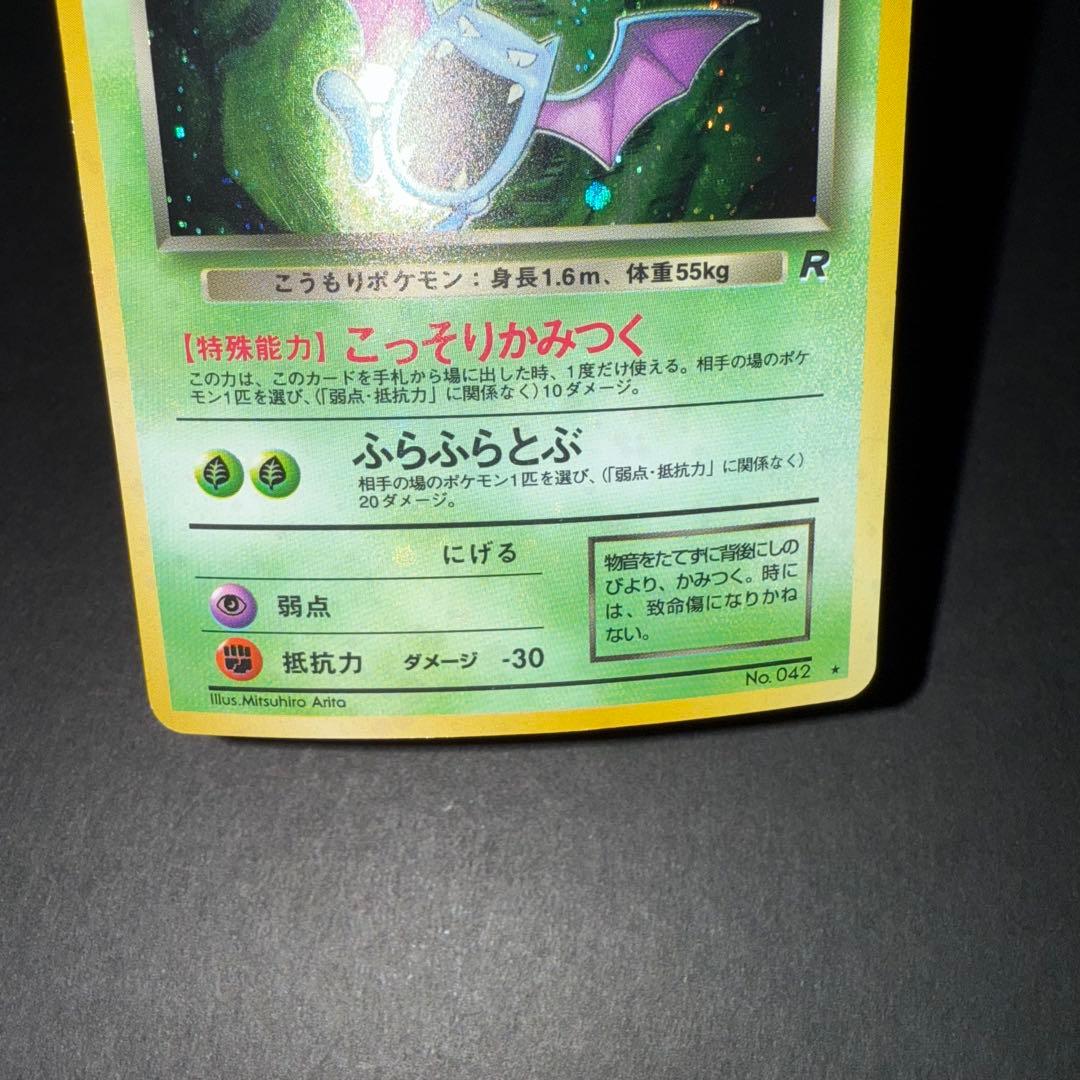 こうもりポケモン：身長1.6m、体重55kg
R
【特殊能力】こっそりかみつく
この力は、このカードを手札から場に出した時、1度だけ使える。相手の場のポケ
モン1匹を選び、(「弱点・抵抗力」に関係なく)10ダメージ。
ふらふらとぶ
相手の場のポケモン1匹を選び、(「弱点・抵抗力」に関係なく)
20ダメージ。
にげる
弱点
抵抗力 ダメージ -30
物音をたてずに背後にしの
びより、かみつく。時に
は、致命傷になりかね
ない。
Illus.Mitsuhiro Arita
No.042 ★